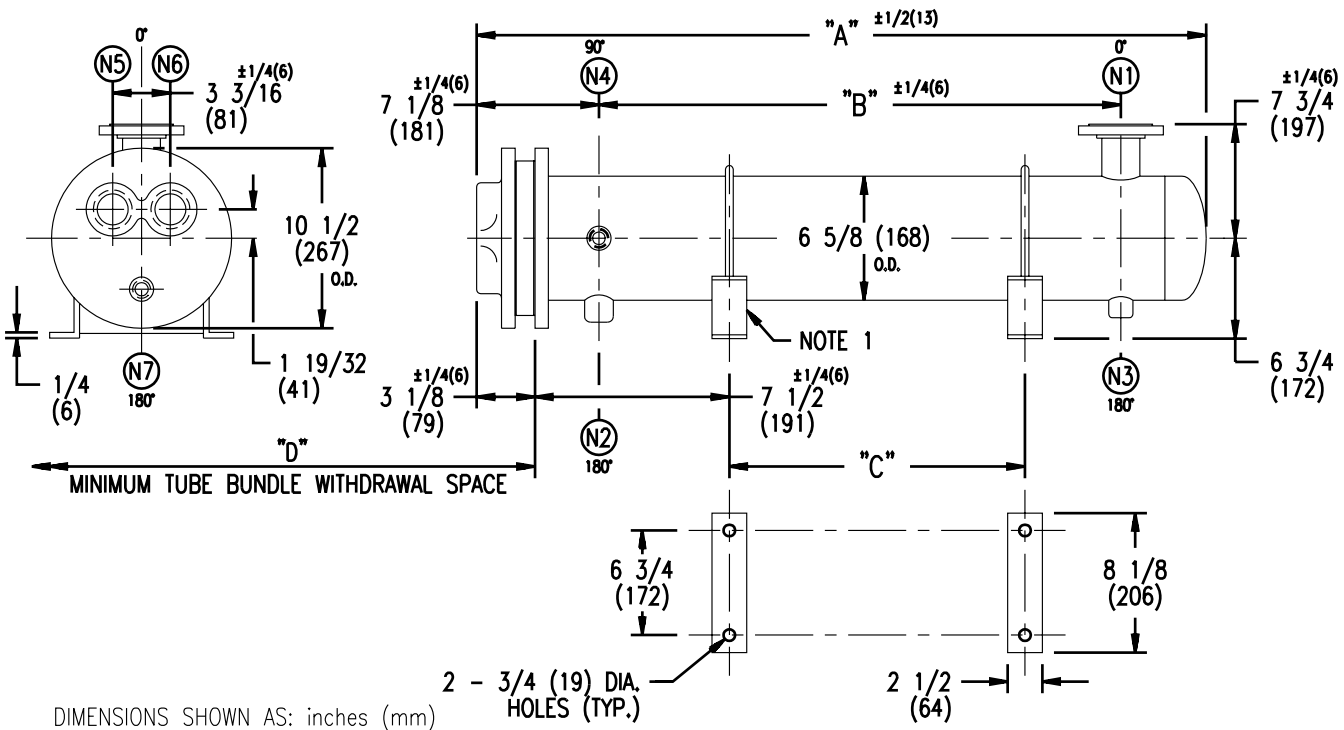 0°
N5 N6
±1/4(6)
3 3/16
(81)
10 1/2
(267)
O.D.
1/4
(6)
N7
180°
1 19/32
(41)
"A" ±1/2(13)
90°
N4
0°
N1
±1/4(6)
7 1/8
(181)
"B" ±1/4(6)
±1/4(6)
7 3/4
(197)
6 5/8 (168)
O.D.
NOTE 1
±1/4(6)
3 1/8
(79)
N2
180°
±1/4(6)
7 1/2
(191)
N3
180°
6 3/4
(172)
"D"
MINIMUM TUBE BUNDLE WITHDRAWAL SPACE
"C"
6 3/4
(172)
8 1/8
(206)
2 - 3/4 (19) DIA.
HOLES (TYP.)
2 1/2
(64)
DIMENSIONS SHOWN AS: inches (mm)